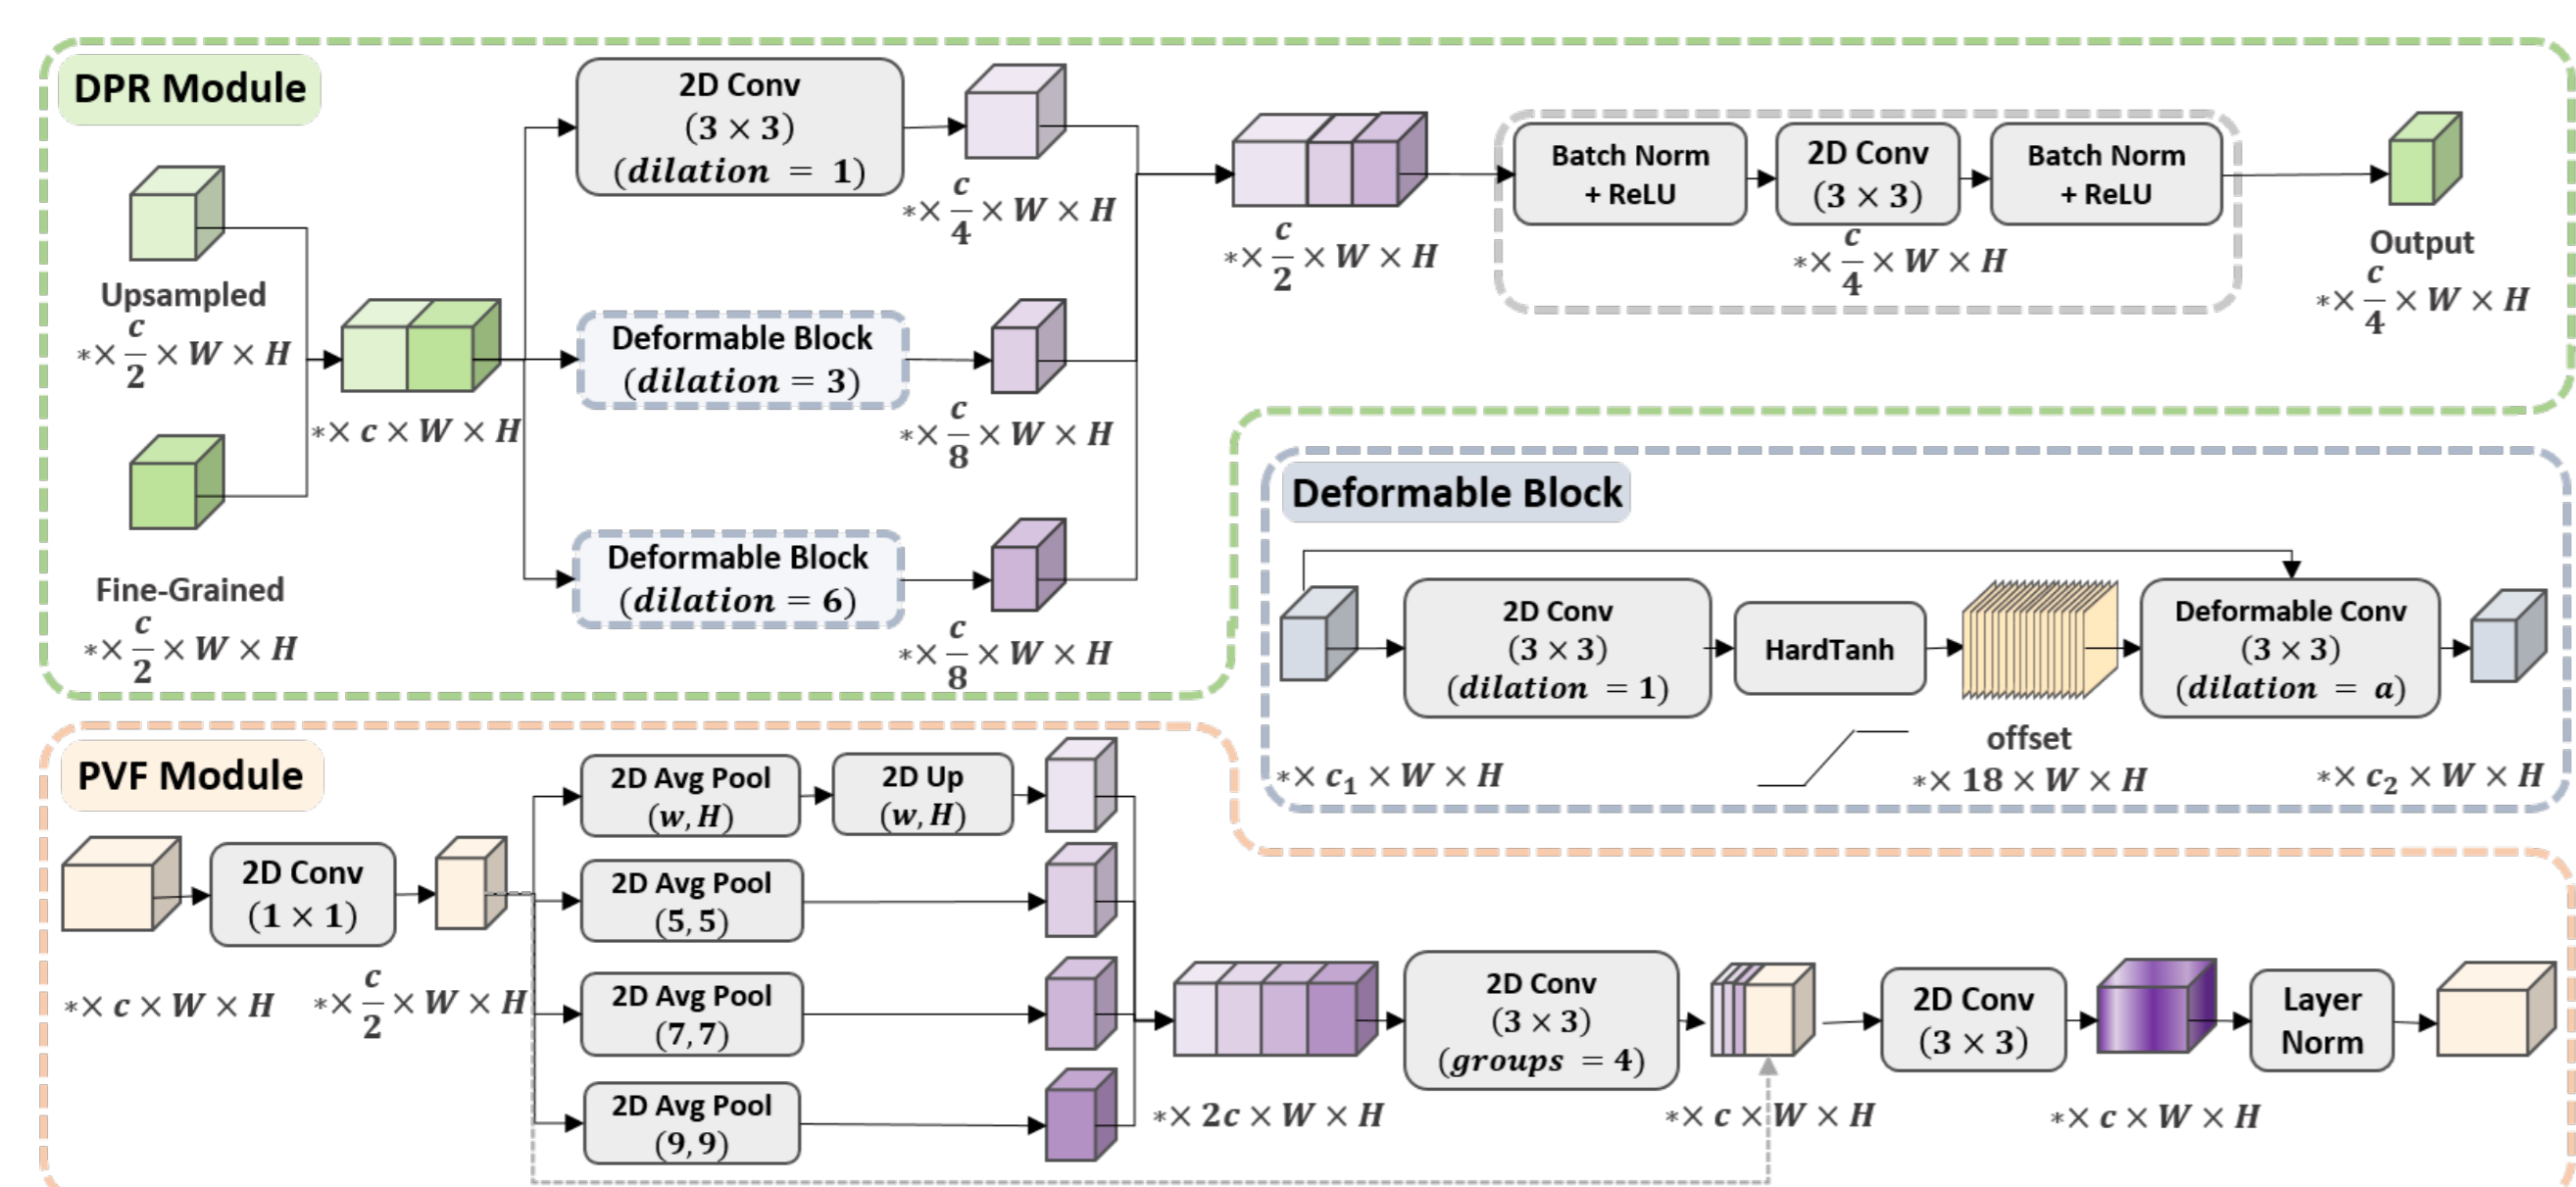 DPR Module
2D Conv
(3 × 3)
(dilation = 1)
*× c/4 × W × H
Upsampled
*× c/2 × W × H
Fine-Grained
*× c/2 × W × H
*× c × W × H
Deformable Block
(dilation = 3)
*× c/8 × W × H
Deformable Block
(dilation = 6)
*× c/8 × W × H
*× c/2 × W × H
Batch Norm
+ ReLU
2D Conv
(3 × 3)
*× c/4 × W × H
Batch Norm
+ ReLU
Output
*× c/4 × W × H
Deformable Block
2D Conv
(3 × 3)
(dilation = 1)
HardTanh
Deformable Conv
(3 × 3)
(dilation = a)
*× c₁ × W × H
offset
*× 18 × W × H
*× c₂ × W × H
PVF Module
2D Conv
(1 × 1)
*× c × W × H
*× c/2 × W × H
2D Avg Pool
(w, H)
2D Up
(w, H)
2D Avg Pool
(5, 5)
2D Avg Pool
(7, 7)
2D Avg Pool
(9, 9)
*× 2c × W × H
2D Conv
(3 × 3)
(groups = 4)
*× c × W × H
2D Conv
(3 × 3)
*× c × W × H
Layer
Norm